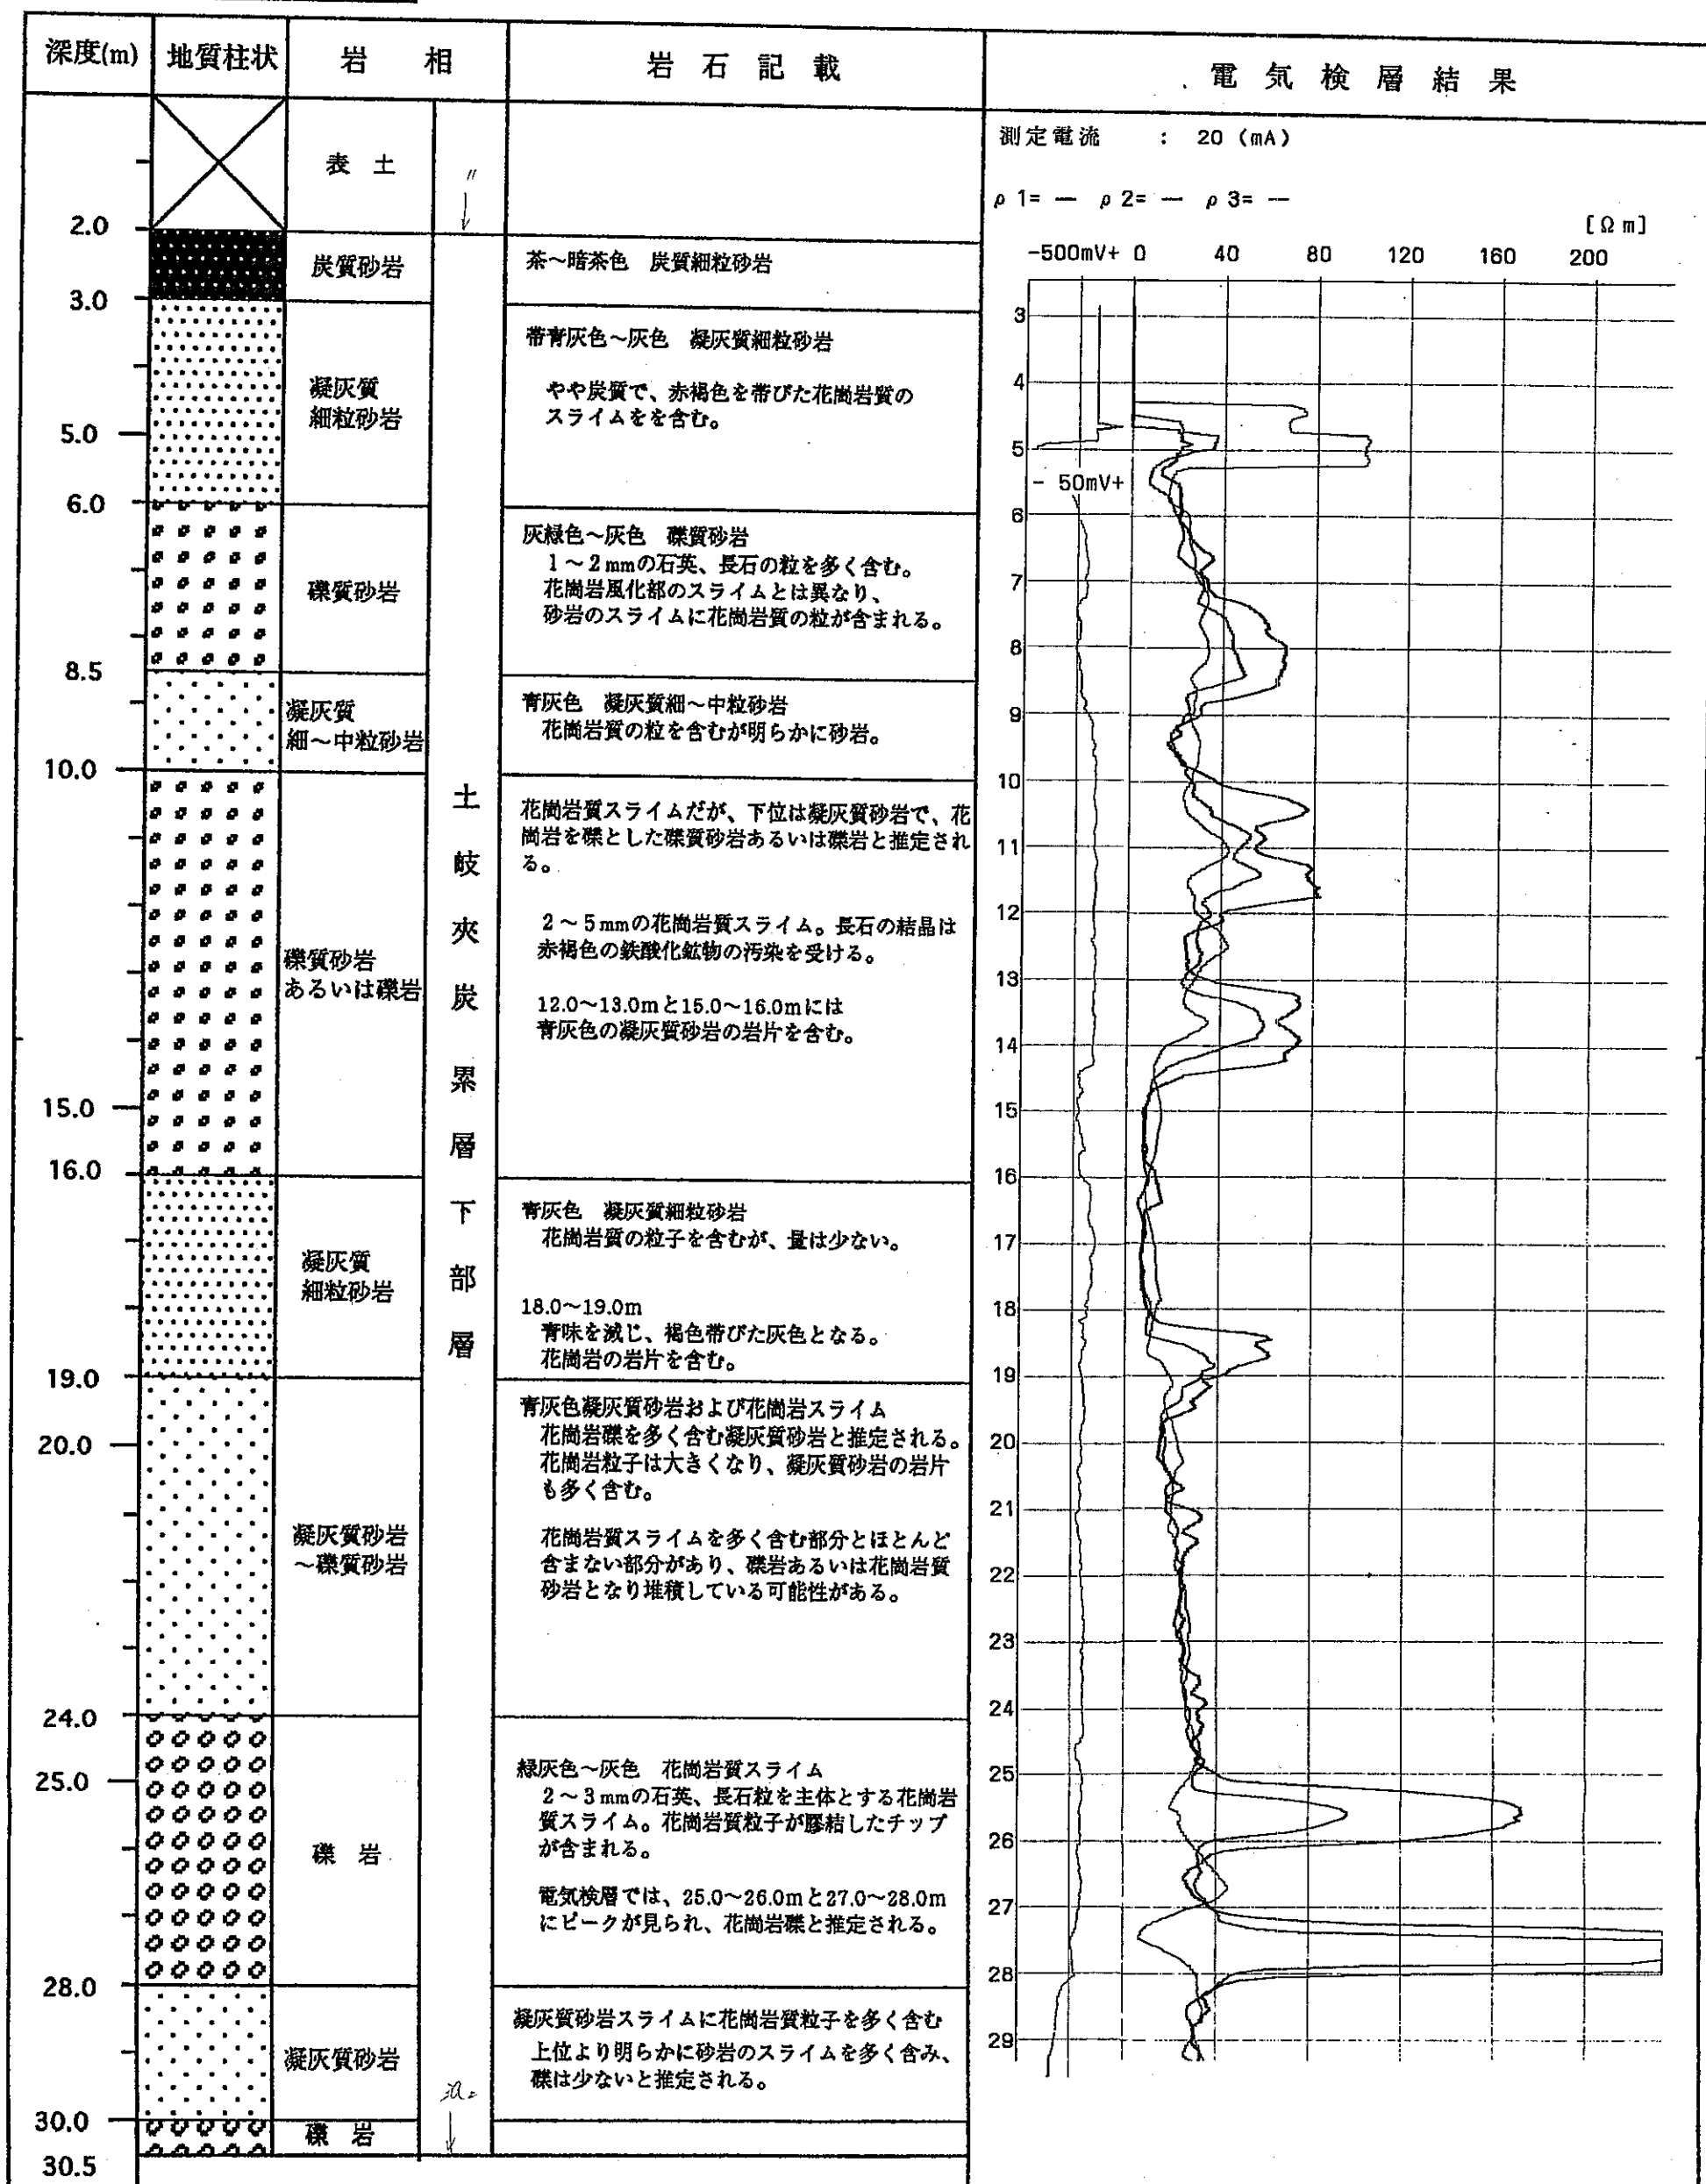 深度(m) 地質柱状 岩 相 岩 石 記 載 電 気 検 層 結 果
表 土
〃
2.0
炭質砂岩
茶～暗茶色 炭質細粒砂岩
3.0
凝灰質
細粒砂岩
帯青灰色～灰色 凝灰質細粒砂岩
やや炭質で、赤褐色を帯びた花崗岩質の
スライムをを含む。
5.0
6.0
礫質砂岩
灰緑色～灰色 礫質砂岩
1～2mmの石英、長石の粒を多く含む。
花崗岩風化部のスライムとは異なり、
砂岩のスライムに花崗岩質の粒が含まれる。
8.5
凝灰質
細～中粒砂岩
青灰色 凝灰質細～中粒砂岩
花崗岩質の粒を含むが明らかに砂岩。
10.0
礫質砂岩
あるいは礫岩
花崗岩質スライムだが、下位は凝灰質砂岩で、花
崗岩を礫とした礫質砂岩あるいは礫岩と推定され
る。
2～5mmの花崗岩質スライム。長石の結晶は
赤褐色の鉄酸化鉱物の汚染を受ける。
12.0～13.0mと15.0～16.0mには
青灰色の凝灰質砂岩の岩片を含む。
15.0
16.0
凝灰質
細粒砂岩
青灰色 凝灰質細粒砂岩
花崗岩質の粒子を含むが、量は少ない。
18.0～19.0m
青味を減じ、褐色帯びた灰色となる。
花崗岩の岩片を含む。
19.0
20.0
凝灰質砂岩
～礫質砂岩
青灰色凝灰質砂岩および花崗岩スライム
花崗岩礫を多く含む凝灰質砂岩と推定される。
花崗岩粒子は大きくなり、凝灰質砂岩の岩片
も多く含む。
花崗岩質スライムを多く含む部分とほとんど
含まない部分があり、礫岩あるいは花崗岩質
砂岩となり堆積している可能性がある。
24.0
25.0
礫 岩
緑灰色～灰色 花崗岩質スライム
2～3mmの石英、長石粒を主体とする花崗岩
質スライム。花崗岩質粒子が膠結したチップ
が含まれる。
電気検層では、25.0～26.0mと27.0～28.0m
にピークが見られ、花崗岩礫と推定される。
28.0
凝灰質砂岩
凝灰質砂岩スライムに花崗岩質粒子を多く含む
上位より明らかに砂岩のスライムを多く含み、
礫は少ないと推定される。
30.0
礫 岩
30.5
土岐夾炭累層下部層
測定電流 : 20 (mA)
ρ 1= — ρ 2= — ρ 3= --
[Ω m]
-500mV+ 0 40 80 120 160 200
3
4
5
- 50mV+
6
7
8
9
10
11
12
13
14
15
16
17
18
19
20
21
22
23
24
25
26
27
28
29